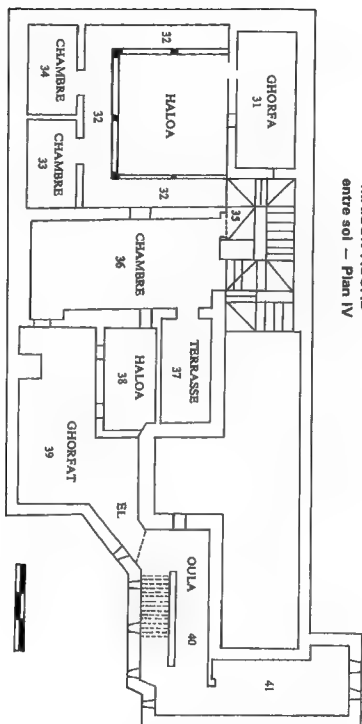 entre sol — Plan IV
GHORFA
31
35
41
32
HALOA
32
32
TERRASSE
37
OULA
40
CHAMBRE
36
HALOA
38
EL
GHORFAT
39
CHAMBRE
34
CHAMBRE
33